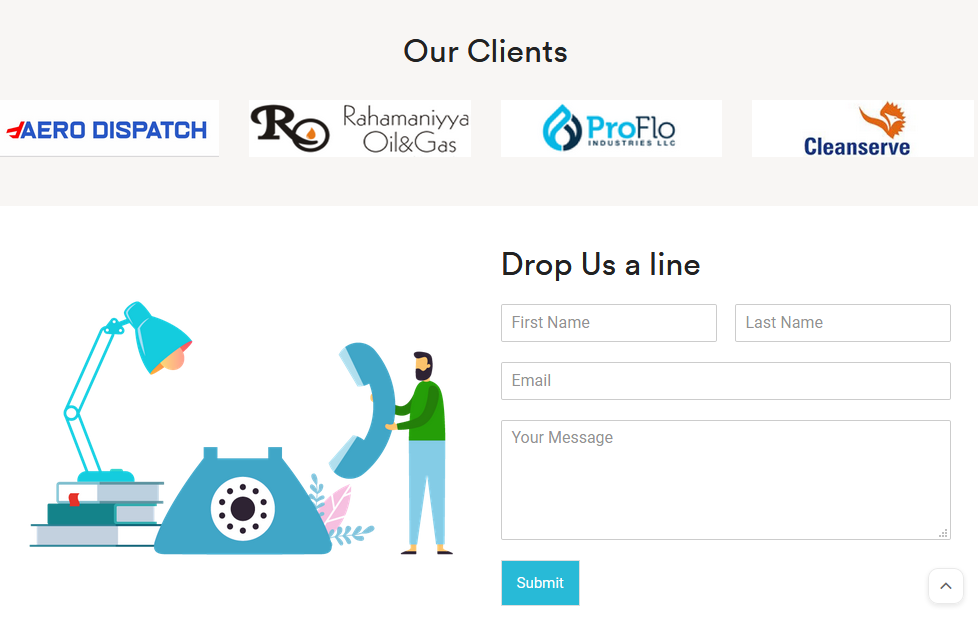 Our Clients
AERO DISPATCH
Ro
Rahamaniyya
Oil&Gas
ProFlo
INDUSTRIES LLC
Cleanserve
Drop Us a line
First Name
Last Name
Email
Your Message
Submit